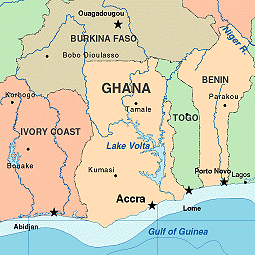 Ouagadougou
BURKINA FASO
Niger R.
Bobo Dioulasso
GHANA
BENIN
Korhogo
Parakou
Tamale
TOGO
IVORY COAST
Lake Volta
Bouake
Kumasi
Porto Novo
Lagos
Accra
Lome
Abidjan
Gulf of Guinea